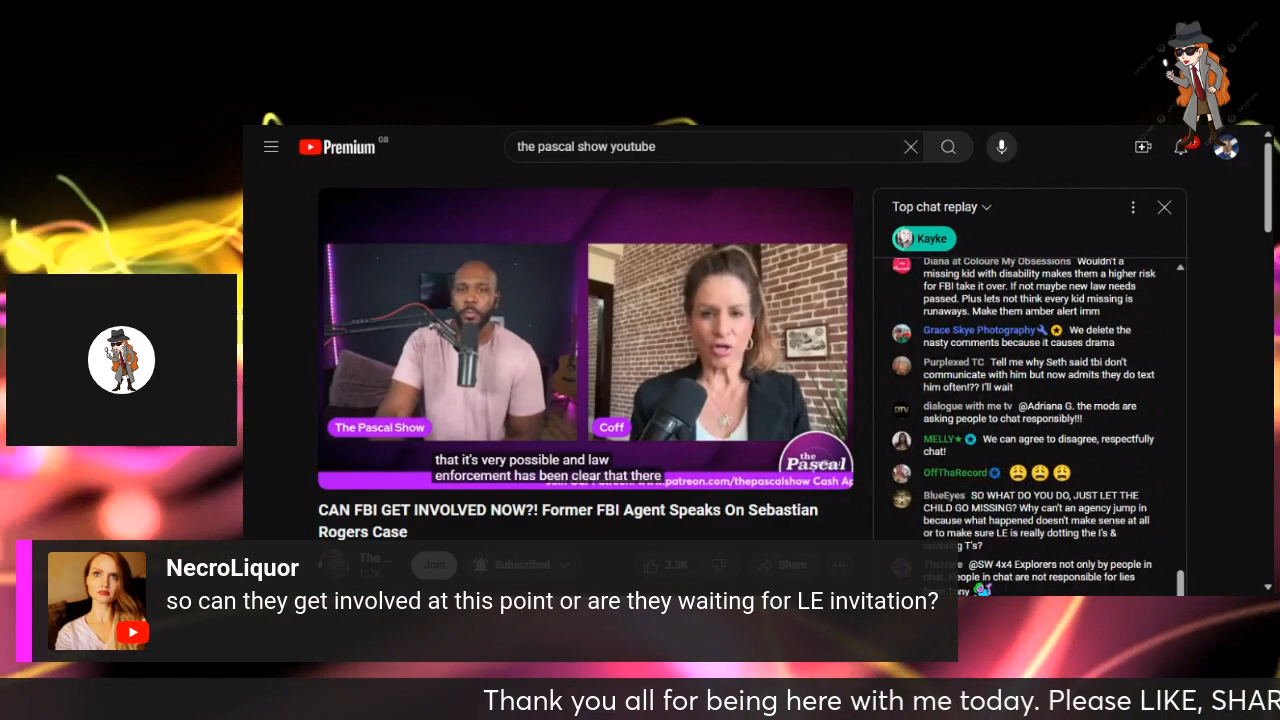 Premium GB
the pascal show youtube
Top chat replay
Kayke
Diana at Colour My Obsessions Wouldn't a
missing kid with disability makes them a higher risk
for FBI take it over. If not maybe new law needs
passed. Plus lets not think every kid missing is
runaways. Make them amber alert imm
Grace Skye Photography We delete the
nasty comments because it causes drama
Purplexed TC Tell me why Seth said tbi don't
communicate with him but now admits they do text
him often!?? I'll wait
dialogue with me tv @Adriana G. the mods are
asking people to chat responsibly!!!
MELLY★ We can agree to disagree, respectfully
chat!
OffThaRecord
BlueEyes SO WHAT DO YOU DO, JUST LET THE
CHILD GO MISSING? Why can't an agency jump in
because what happened doesn't make sense at all
or to make sure LE is really dotting the I's &
crossing T's?
@SW 4x4 Explorers not only by people in
chat. People in chat are not responsible for lies
Tony
The Pascal Show
Coff
the
Pascal
that it's very possible and law
enforcement has been clear that there
Join Our Patreon: www.patreon.com/thepascalshow Cash Ap
CAN FBI GET INVOLVED NOW?! Former FBI Agent Speaks On Sebastian
Rogers Case
The ...
Join
Subscribed
2.3K
Share
NecroLiquor
so can they get involved at this point or are they waiting for LE invitation?
Thank you all for being here with me today. Please LIKE, SHAR